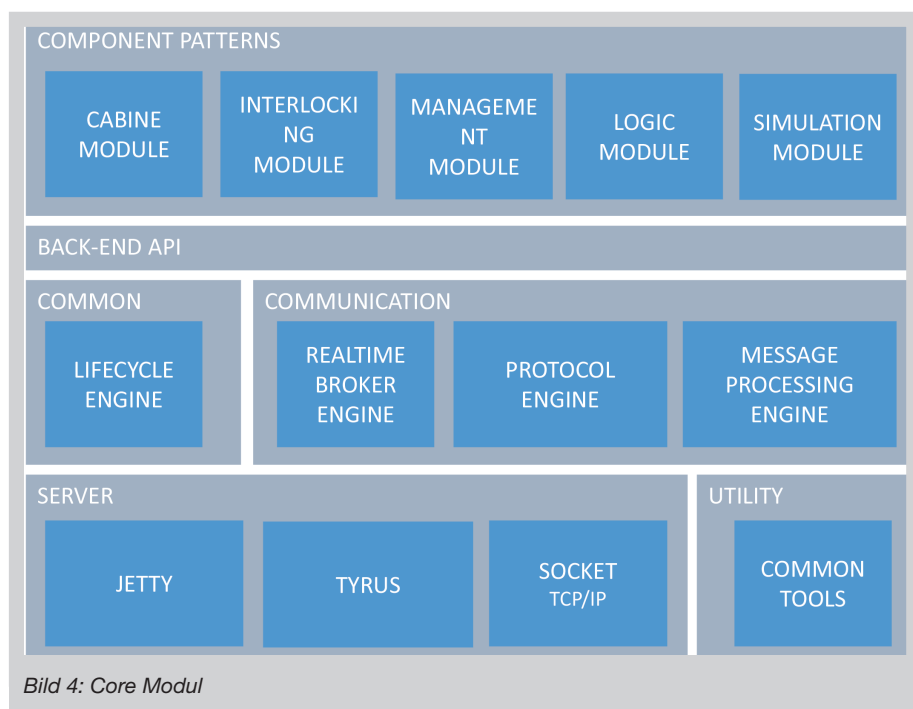 COMPONENT PATTERNS
CABINE
MODULE
INTERLOCKI
NG
MODULE
MANAGEME
NT
MODULE
LOGIC
MODULE
SIMULATION
MODULE
BACK-END API
COMMON
LIFECYCLE
ENGINE
COMMUNICATION
REALTIME
BROKER
ENGINE
PROTOCOL
ENGINE
MESSAGE
PROCESSING
ENGINE
SERVER
JETTY
TYRUS
SOCKET
TCP/IP
UTILITY
COMMON
TOOLS
Bild 4: Core Modul